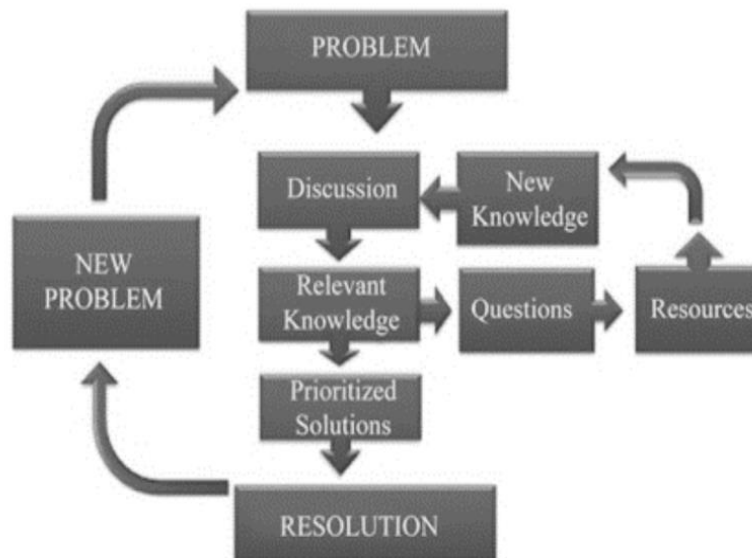 PROBLEM
Discussion
New
Knowledge
NEW
PROBLEM
Relevant
Knowledge
Questions
Resources
Prioritized
Solutions
RESOLUTION